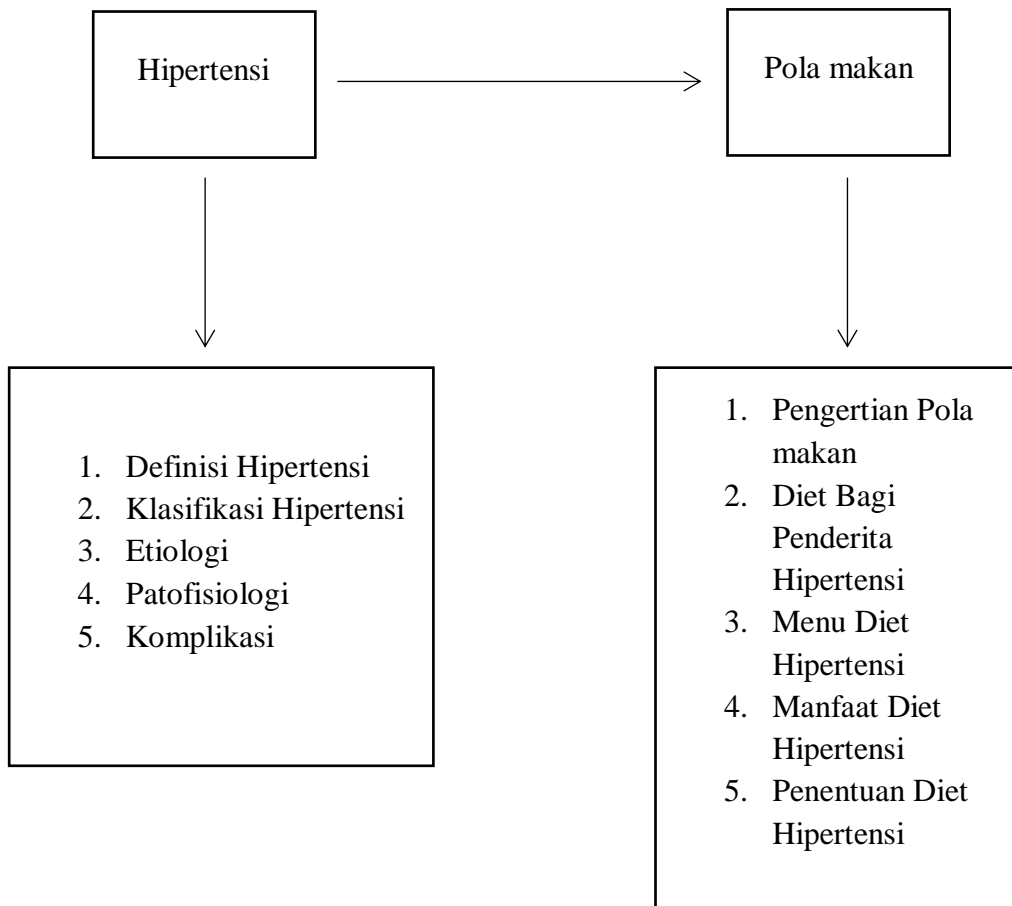 Hipertensi
Pola makan
1. Definisi Hipertensi
2. Klasifikasi Hipertensi
3. Etiologi
4. Patofisiologi
5. Komplikasi
1. Pengertian Pola
makan
2. Diet Bagi
Penderita
Hipertensi
3. Menu Diet
Hipertensi
4. Manfaat Diet
Hipertensi
5. Penentuan Diet
Hipertensi